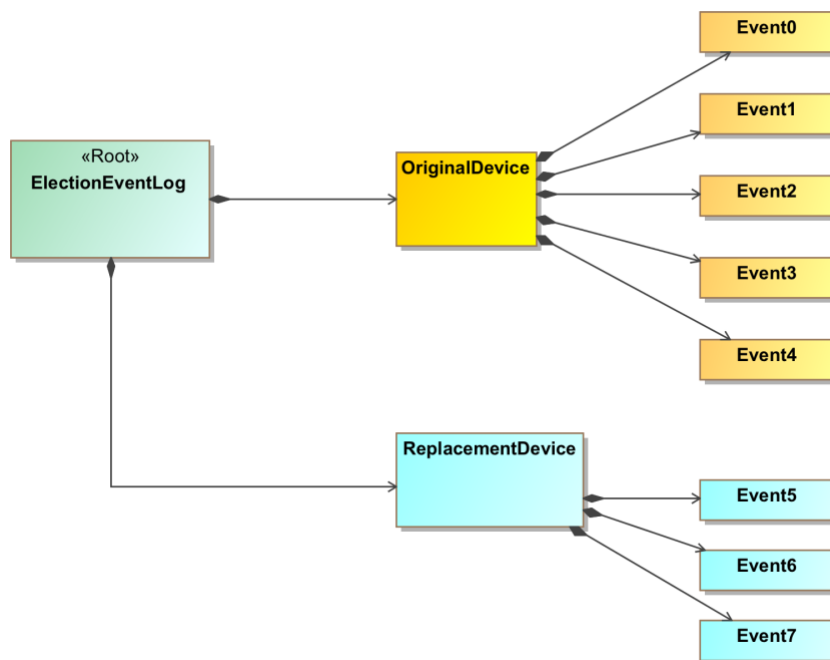 «Root»
ElectionEventLog
OriginalDevice
Event0
Event1
Event2
Event3
Event4
ReplacementDevice
Event5
Event6
Event7